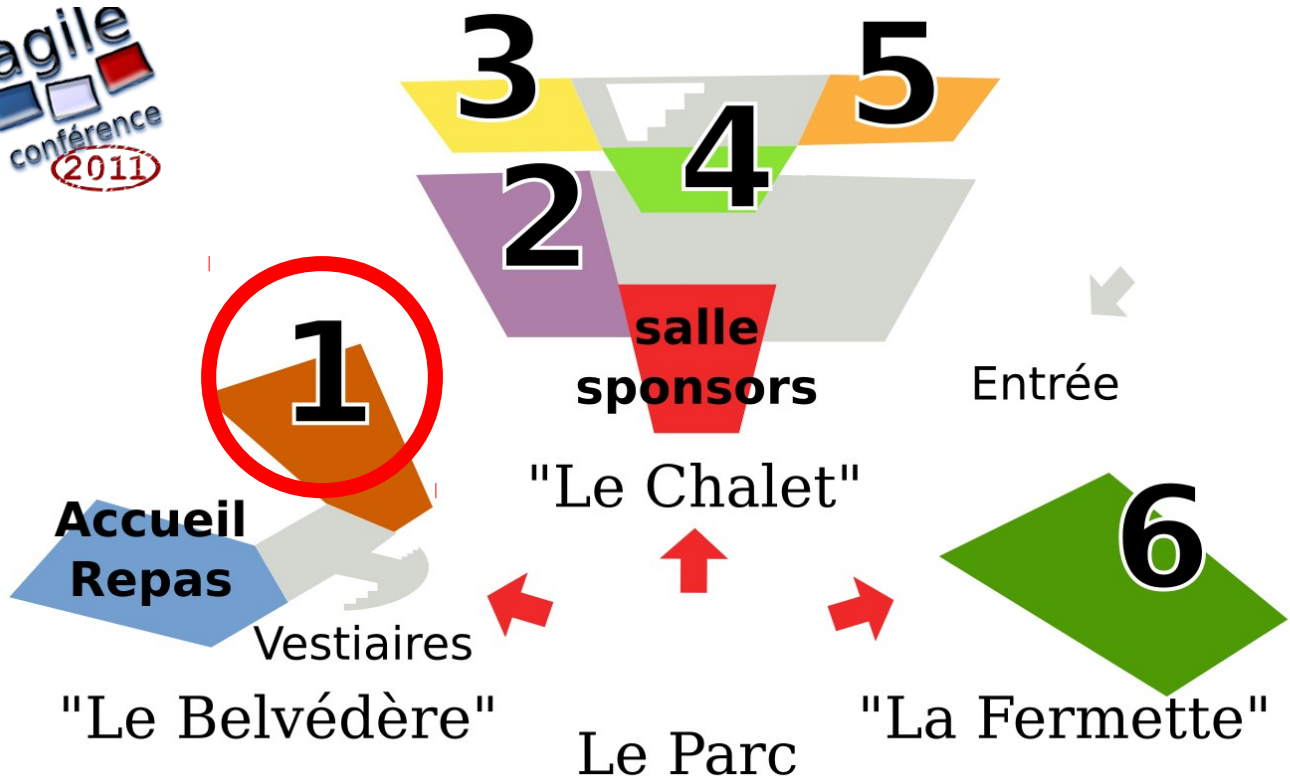 agile
conférence
2011
3
5
4
2
1
salle
sponsors
Entrée
"Le Chalet"
6
Accueil
Repas
Vestiaires
"Le Belvédère"
"La Fermette"
Le Parc